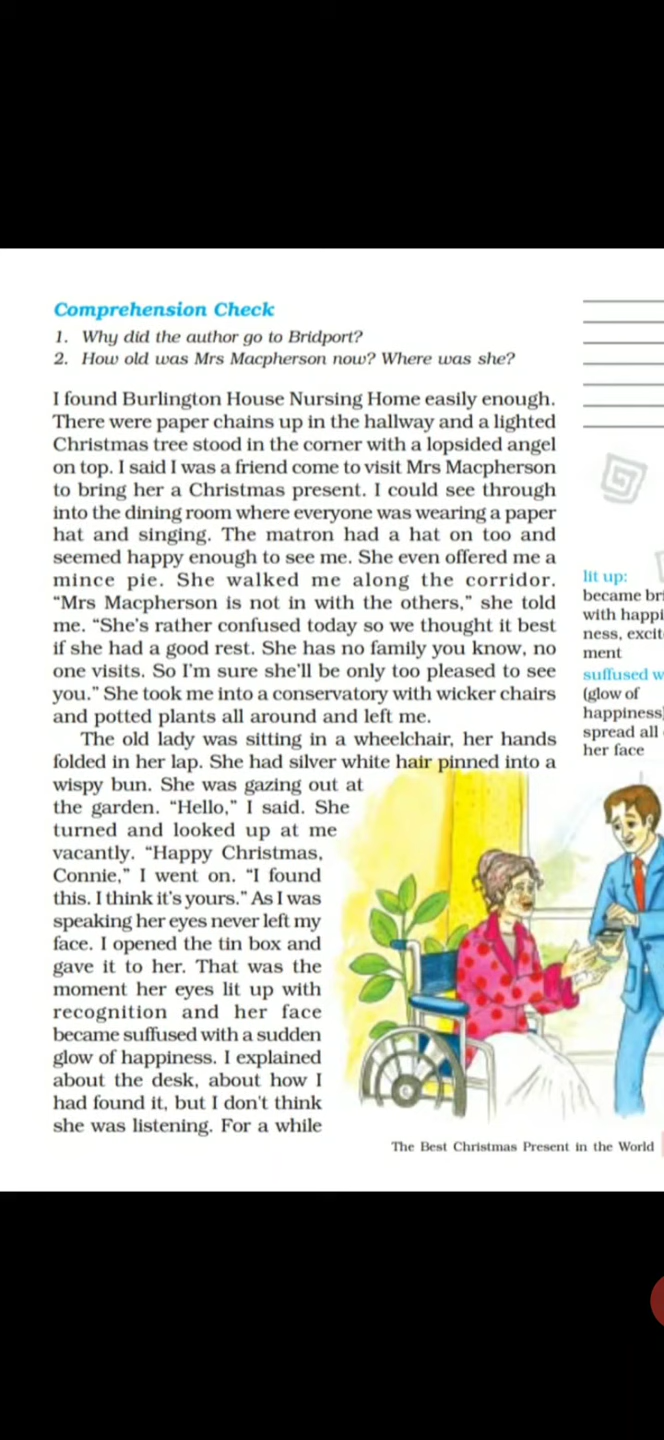 Comprehension Check
1. Why did the author go to Bridport?
2. How old was Mrs Macpherson now? Where was she?
I found Burlington House Nursing Home easily enough.
There were paper chains up in the hallway and a lighted
Christmas tree stood in the corner with a lopsided angel
on top. I said I was a friend come to visit Mrs Macpherson
to bring her a Christmas present. I could see through
into the dining room where everyone was wearing a paper
hat and singing. The matron had a hat on too and
seemed happy enough to see me. She even offered me a
mince pie. She walked me along the corridor.
“Mrs Macpherson is not in with the others,” she told
me. “She's rather confused today so we thought it best
if she had a good rest. She has no family you know, no
one visits. So I'm sure she'll be only too pleased to see
you.” She took me into a conservatory with wicker chairs
and potted plants all around and left me.
The old lady was sitting in a wheelchair, her hands
folded in her lap. She had silver white hair pinned into a
wispy bun. She was gazing out at
the garden. “Hello,” I said. She
turned and looked up at me
vacantly. “Happy Christmas,
Connie,” I went on. “I found
this. I think it's yours.” As I was
speaking her eyes never left my
face. I opened the tin box and
gave it to her. That was the
moment her eyes lit up with
recognition and her face
became suffused with a sudden
glow of happiness. I explained
about the desk, about how I
had found it, but I don't think
she was listening. For a while
lit up:
became bri
with happi
ness, excit
ment
suffused w
(glow of
happiness)
spread all
her face
The Best Christmas Present in the World